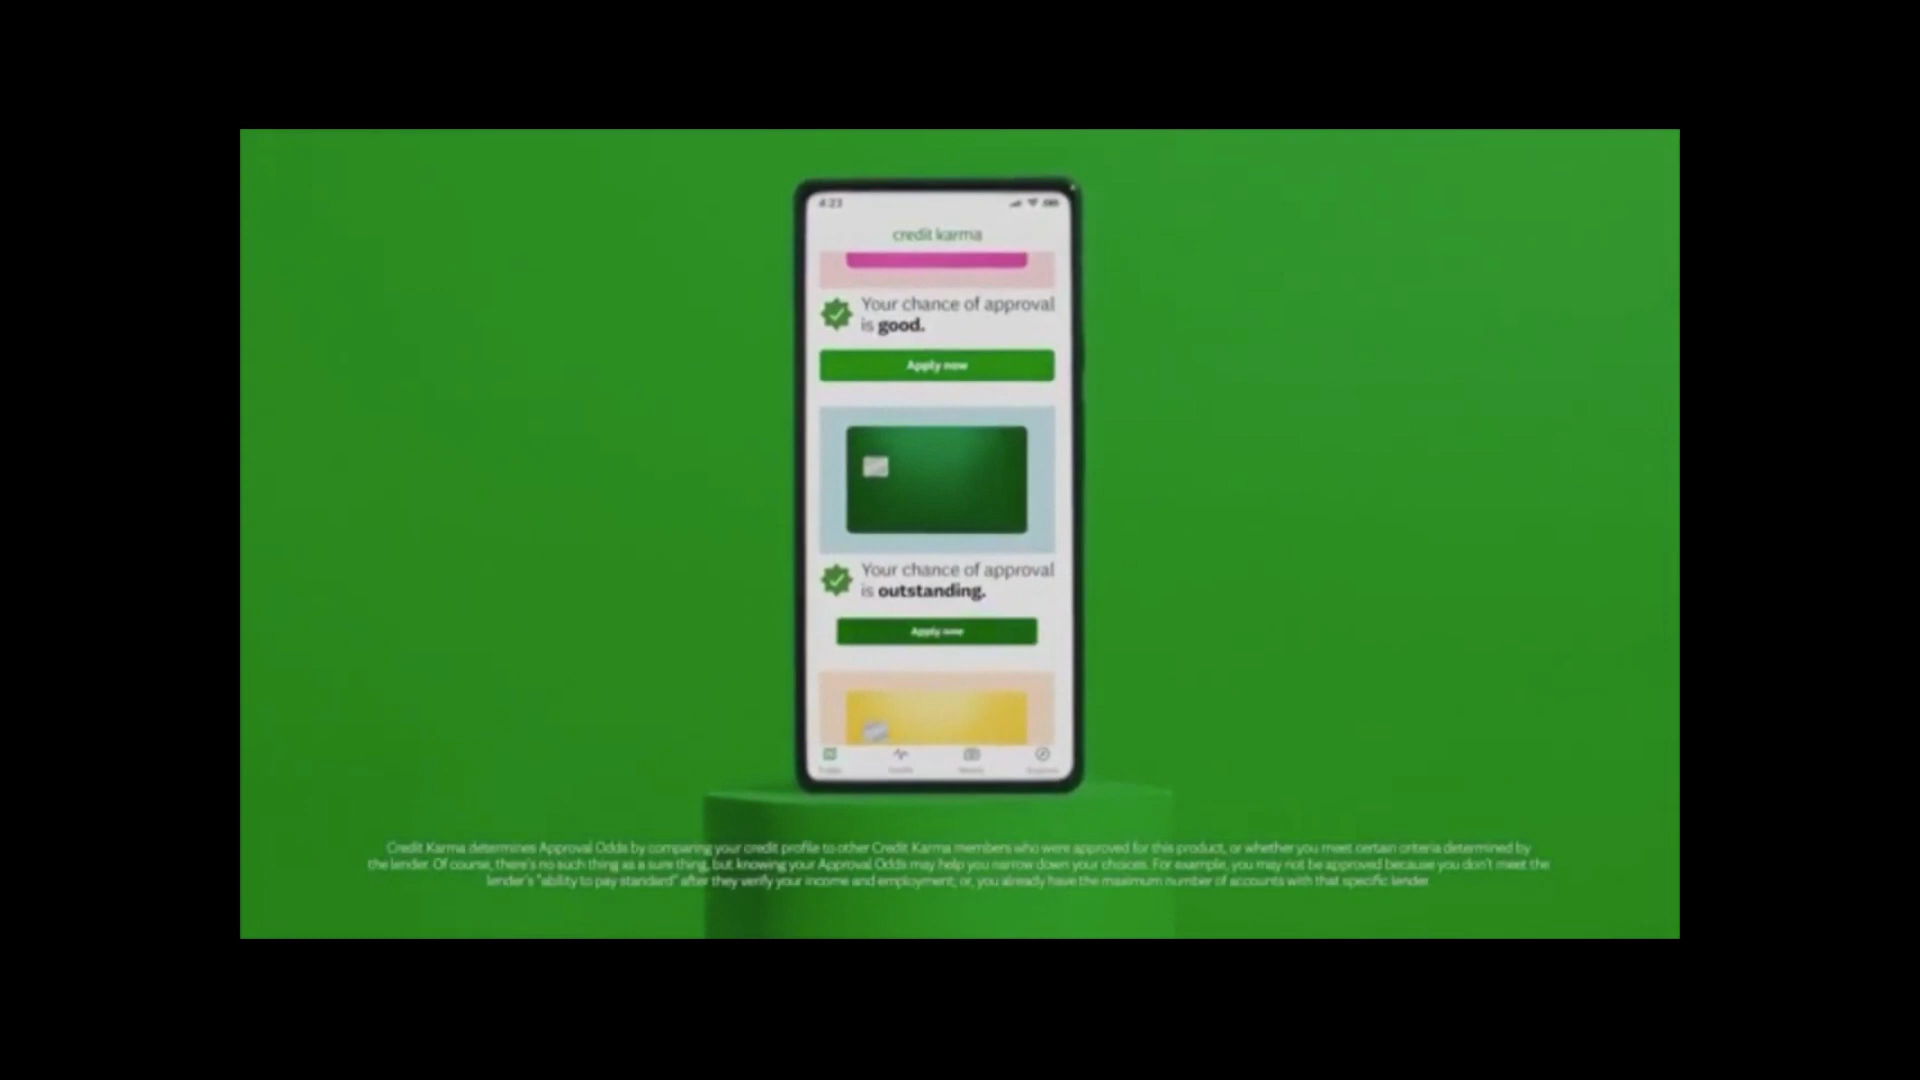 4:23
credit karma
Your chance of approval
is good.
Apply now
Your chance of approval
is outstanding.
Apply now
Credit Karma determines Approval Odds by comparing your credit profile to other Credit Karma members who were approved for this product, or whether you meet certain criteria determined by
the lender. Of course, there's no such thing as a sure thing, but knowing your Approval Odds may help you narrow down your choices. For example, you may not be approved because you don't meet the
lender's "ability to pay standard" after they verify your income and employment; or, you already have the maximum number of accounts with that specific lender.